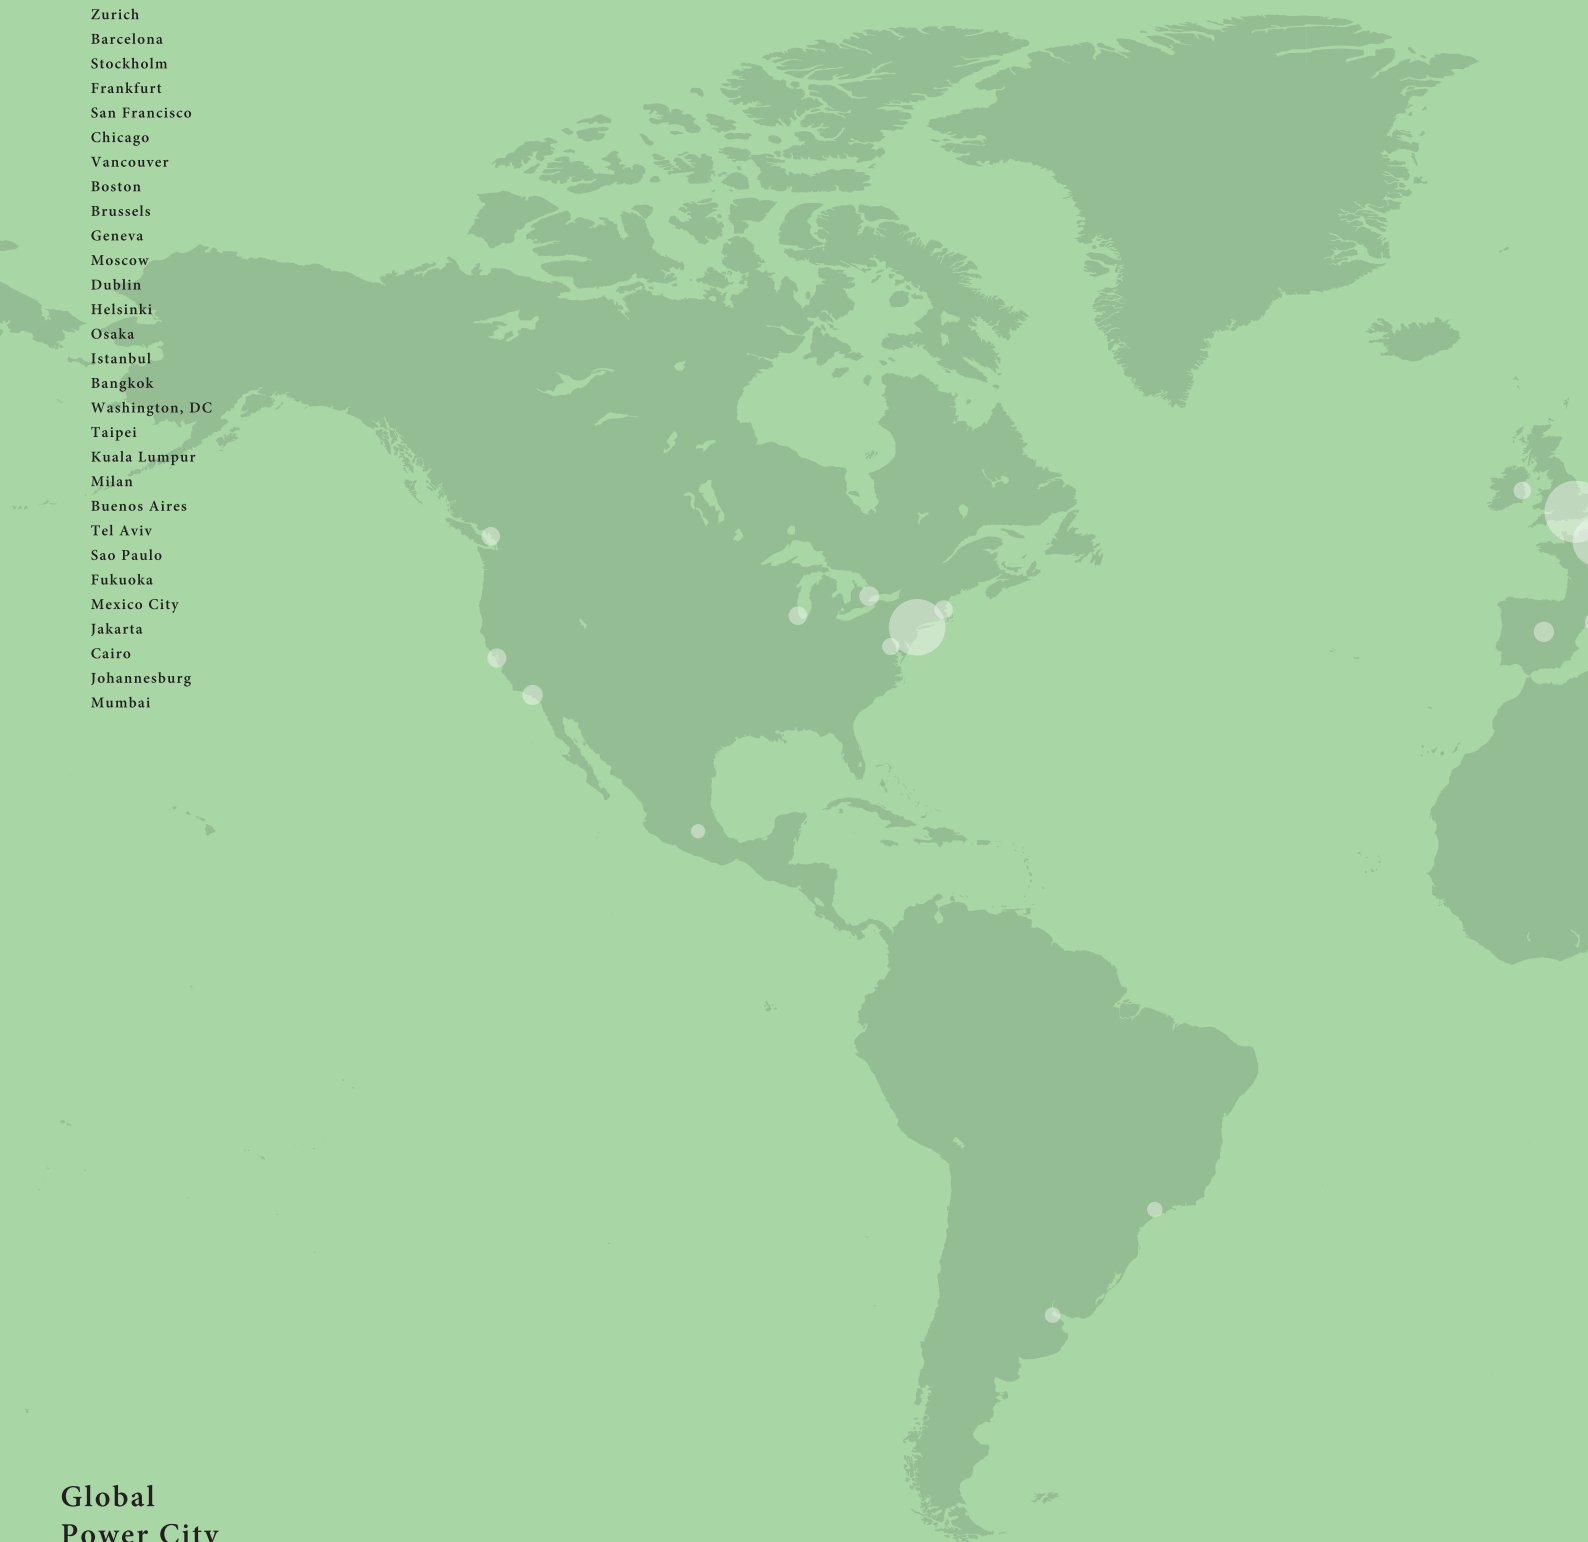 Zurich
Barcelona
Stockholm
Frankfurt
San Francisco
Chicago
Vancouver
Boston
Brussels
Geneva
Moscow
Dublin
Helsinki
Osaka
Istanbul
Bangkok
Washington, DC
Taipei
Kuala Lumpur
Milan
Buenos Aires
Tel Aviv
Sao Paulo
Fukuoka
Mexico City
Jakarta
Cairo
Johannesburg
Mumbai
Global
Power City